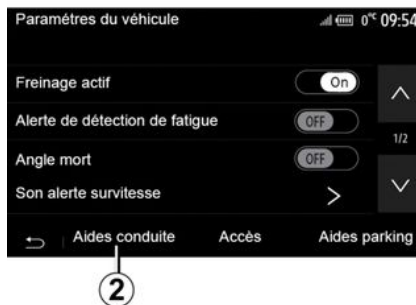 Paramètres du véhicule 0°C 09:54
Freinage actif On
Alerte de détection de fatigue OFF
1/2
Angle mort OFF
Son alerte survitesse
Aides conduite Accès Aides parking
2